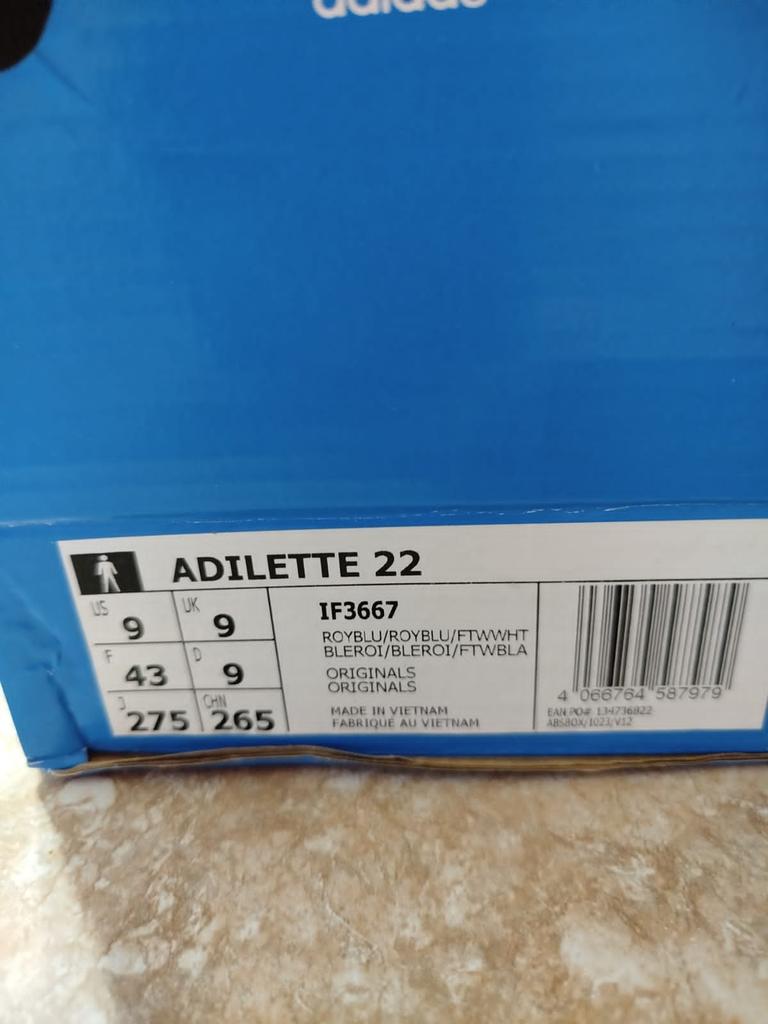 adidas
ADILETTE 22
US 9 UK 9
F 43 D 9
J 275 CHN 265
IF3667
ROYBLU/ROYBLU/FTWWHT
BLEROI/BLEROI/FTWBLA
ORIGINALS
ORIGINALS
MADE IN VIETNAM
FABRIQUÉ AU VIETNAM
4 066764 587979
EAN PO# 134736822
ABSBOX/1023/V12